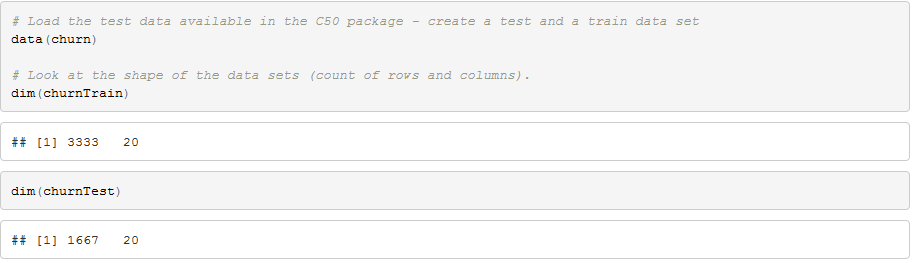 # Load the test data available in the C50 package - create a test and a train data set
data(churn)
# Look at the shape of the data sets (count of rows and columns).
dim(churnTrain)
## [1] 3333   20
dim(churnTest)
## [1] 1667   20